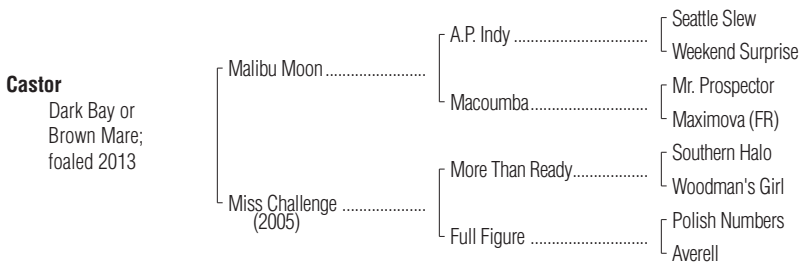 Castor
Dark Bay or
Brown Mare;
foaled 2013
Malibu Moon ........................
Miss Challenge ....................
(2005)
A.P. Indy ................................
Macoumba............................
More Than Ready..................
Full Figure ............................
Seattle Slew
Weekend Surprise
Mr. Prospector
Maximova (FR)
Southern Halo
Woodman's Girl
Polish Numbers
Averell